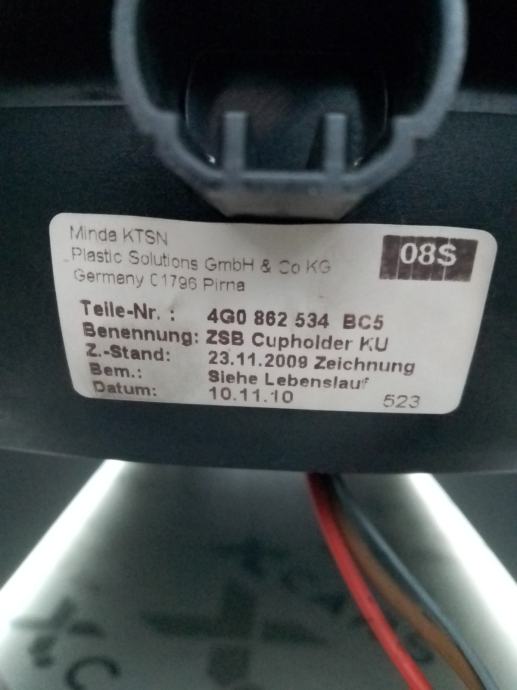 Minda KTSN
Plastic Solutions GmbH & Co KG
Germany 01796 Pirna
08S
Teile-Nr. : 4G0 862 534 BC5
Benennung: ZSB Cupholder KU
Z.-Stand: 23.11.2009 Zeichnung
Bem.: Siehe Lebenslauf
Datum: 10.11.10
523